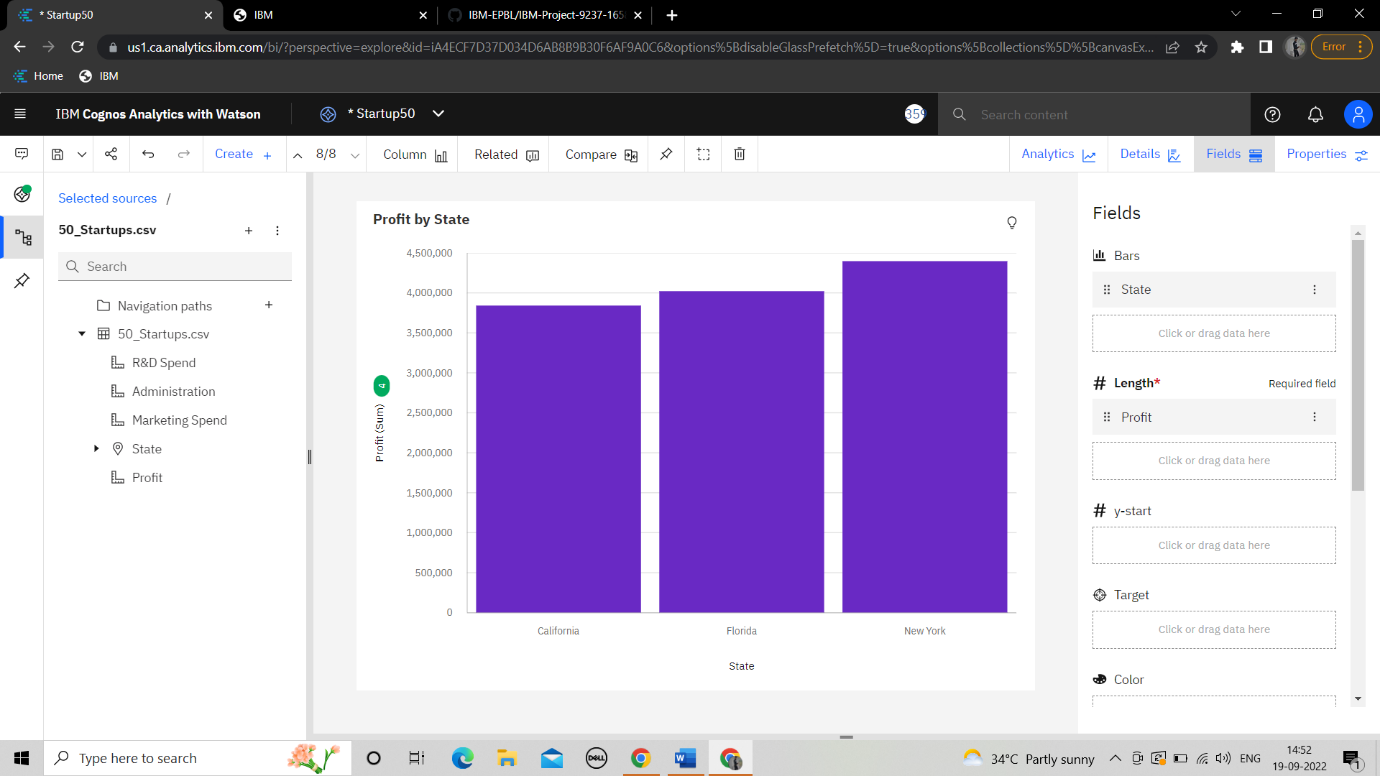 * Startup50
IBM
IBM-EPBL/IBM-Project-9237-165
us1.ca.analytics.ibm.com/bi/?perspective=explore&id=iA4ECF7D37D034D6AB8B9B30F6AF9A0C6&options%5BdisableGlassPrefetch%5D=true&options%5Bcollections%5D%5BcanvasEx...
Error
Home
IBM
IBM Cognos Analytics with Watson
* Startup50
359
Search content
Create +
8/8
Column
Related
Compare
Analytics
Details
Fields
Properties
Selected sources /
50_Startups.csv
Search
Navigation paths
50_Startups.csv
R&D Spend
Administration
Marketing Spend
State
Profit
Profit by State
4,500,000
4,000,000
3,500,000
3,000,000
2,500,000
2,000,000
1,500,000
1,000,000
500,000
0
Profit (Sum)
California
Florida
New York
State
Fields
Bars
State
Click or drag data here
# Length* Required field
Profit
Click or drag data here
# y-start
Click or drag data here
Target
Click or drag data here
Color
Type here to search
DELL
34°C Partly sunny
ENG
14:52
19-09-2022
1